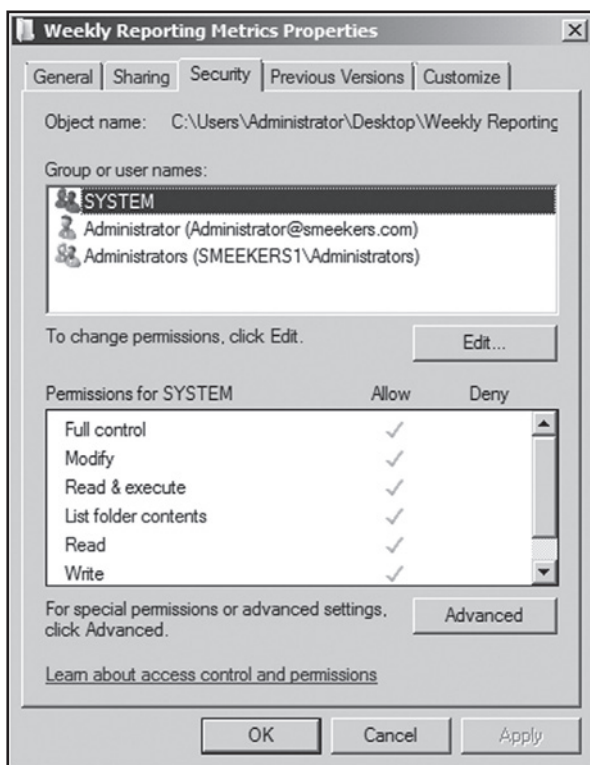 Weekly Reporting Metrics Properties
General Sharing Security Previous Versions Customize
Object name: C:\Users\Administrator\Desktop\Weekly Reporting
Group or user names:
SYSTEM
Administrator (Administrator@smeekers.com)
Administrators (SMEEKERS1\Administrators)
To change permissions, click Edit.
Edit...
Permissions for SYSTEM Allow Deny
Full control
Modify
Read & execute
List folder contents
Read
Write
For special permissions or advanced settings,
click Advanced.
Advanced
Learn about access control and permissions
OK Cancel Apply